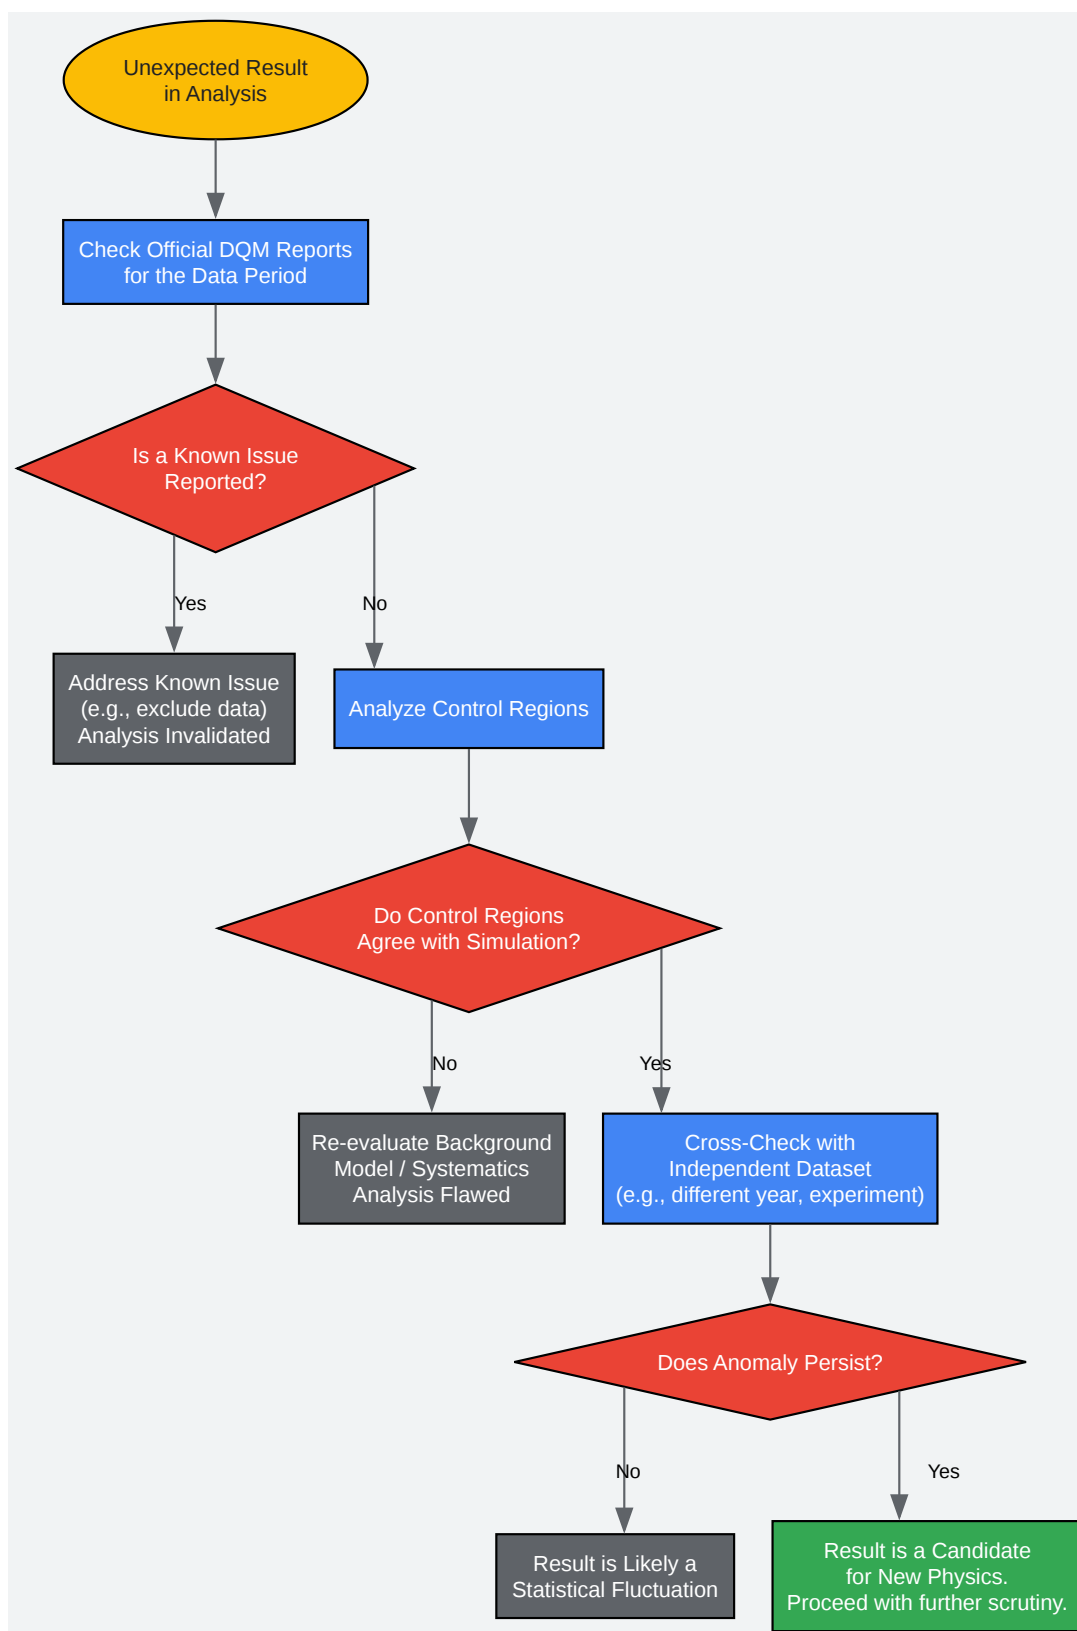 Unexpected Result
in Analysis
Check Official DQM Reports
for the Data Period
Is a Known Issue
Reported?
Yes
No
Address Known Issue
(e.g., exclude data)
Analysis Invalidated
Analyze Control Regions
Do Control Regions
Agree with Simulation?
No
Yes
Re-evaluate Background
Model / Systematics
Analysis Flawed
Cross-Check with
Independent Dataset
(e.g., different year, experiment)
Does Anomaly Persist?
No
Yes
Result is Likely a
Statistical Fluctuation
Result is a Candidate
for New Physics.
Proceed with further scrutiny.